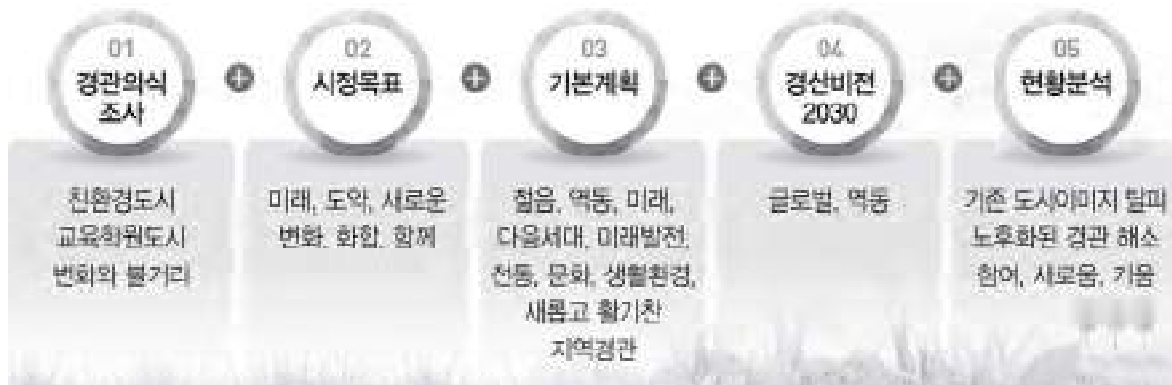 01
경관의식
조사
친환경도시
교육학원도시
변화와 볼거리
02
시정목표
미래, 도약, 새로운
변화, 화합, 함께
03
기본계획
젊음, 역동, 미래,
다음세대, 미래발전,
전통, 문화, 생활환경,
새롭고 활기찬
지역경관
04
경산비전
2030
글로벌, 역동
05
현황분석
기존 도시이미지 탈피
노후화된 경관 해소
참여, 새로움, 키움